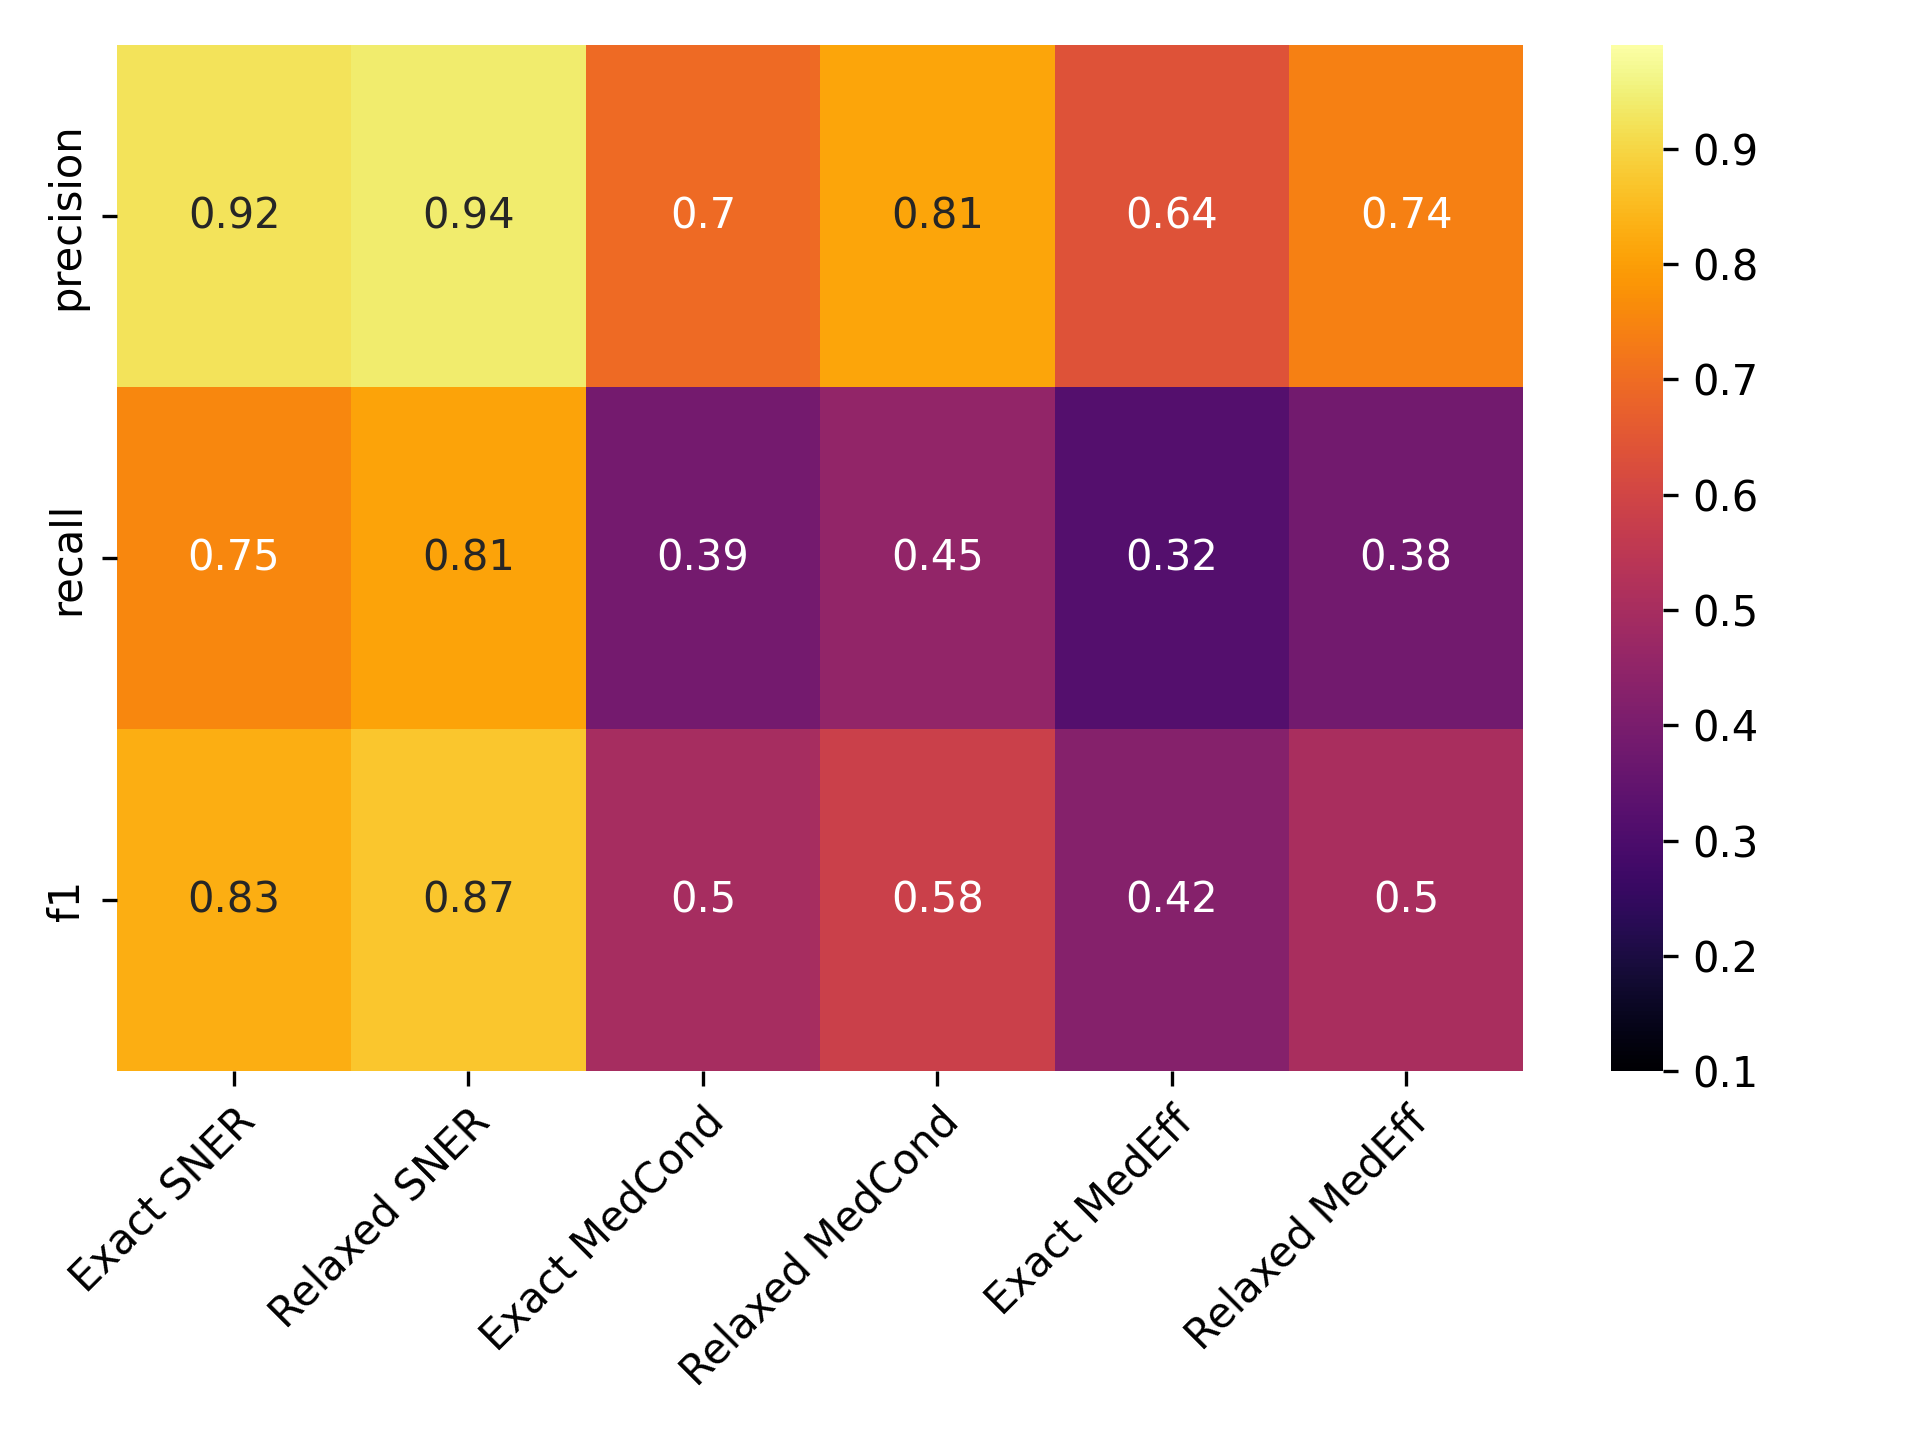 precision
0.92 0.94 0.7 0.81 0.64 0.74
recall
0.75 0.81 0.39 0.45 0.32 0.38
f1
0.83 0.87 0.5 0.58 0.42 0.5
Exact SNER
Relaxed SNER
Exact MedCond
Relaxed MedCond
Exact MedEff
Relaxed MedEff
0.9
0.8
0.7
0.6
0.5
0.4
0.3
0.2
0.1